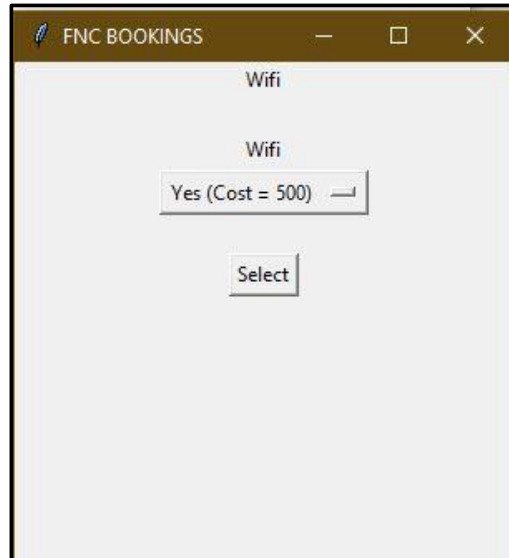 FNC BOOKINGS
Wifi
Wifi
Yes (Cost = 500)
Select